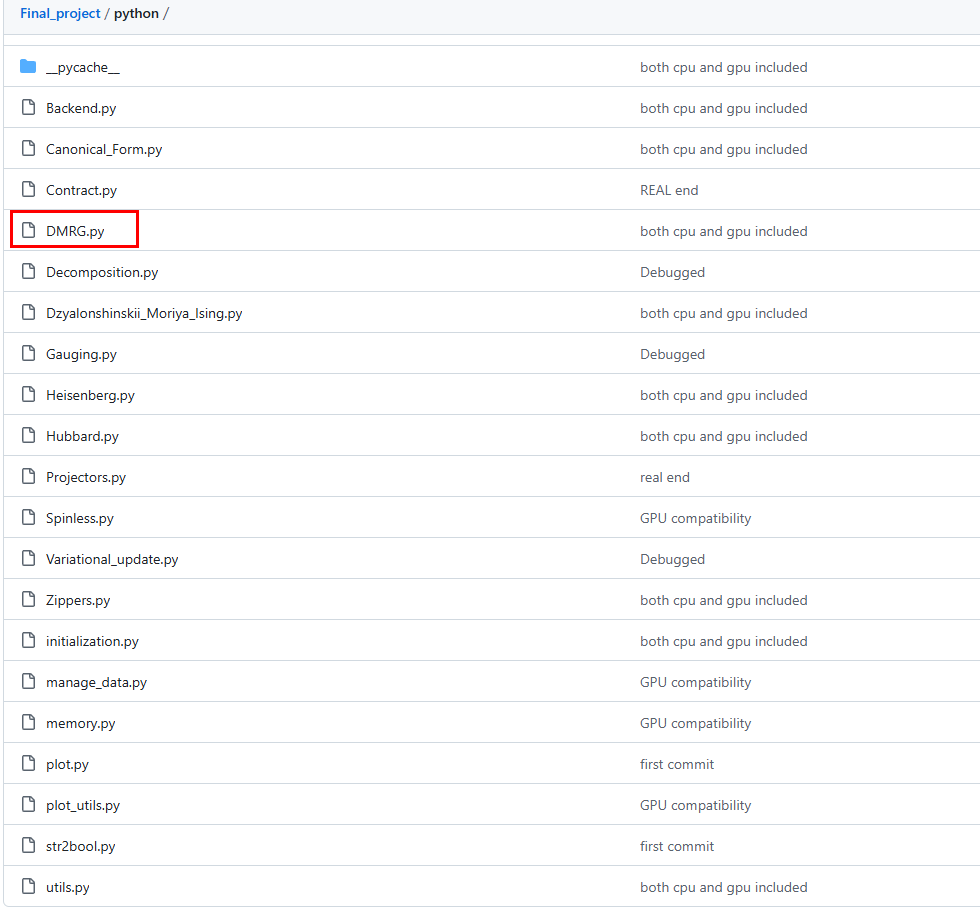 Final_project / python /
__pycache__ both cpu and gpu included
Backend.py both cpu and gpu included
Canonical_Form.py both cpu and gpu included
Contract.py REAL end
DMRG.py both cpu and gpu included
Decomposition.py Debugged
Dzyalonshinskii_Moriya_Ising.py both cpu and gpu included
Gauging.py Debugged
Heisenberg.py both cpu and gpu included
Hubbard.py both cpu and gpu included
Projectors.py real end
Spinless.py GPU compatibility
Variational_update.py Debugged
Zippers.py both cpu and gpu included
initialization.py both cpu and gpu included
manage_data.py GPU compatibility
memory.py GPU compatibility
plot.py first commit
plot_utils.py GPU compatibility
str2bool.py first commit
utils.py both cpu and gpu included